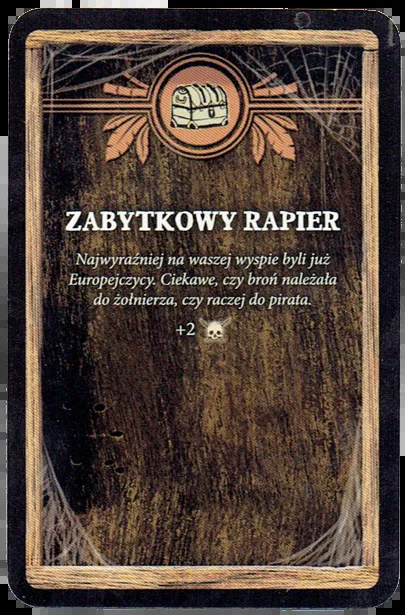 ZABYTKOWY RAPIER
Najwyraźniej na waszej wyspie byli już
Europejczycy. Ciekawe, czy broń należała
do żołnierza, czy raczej do pirata.
+2